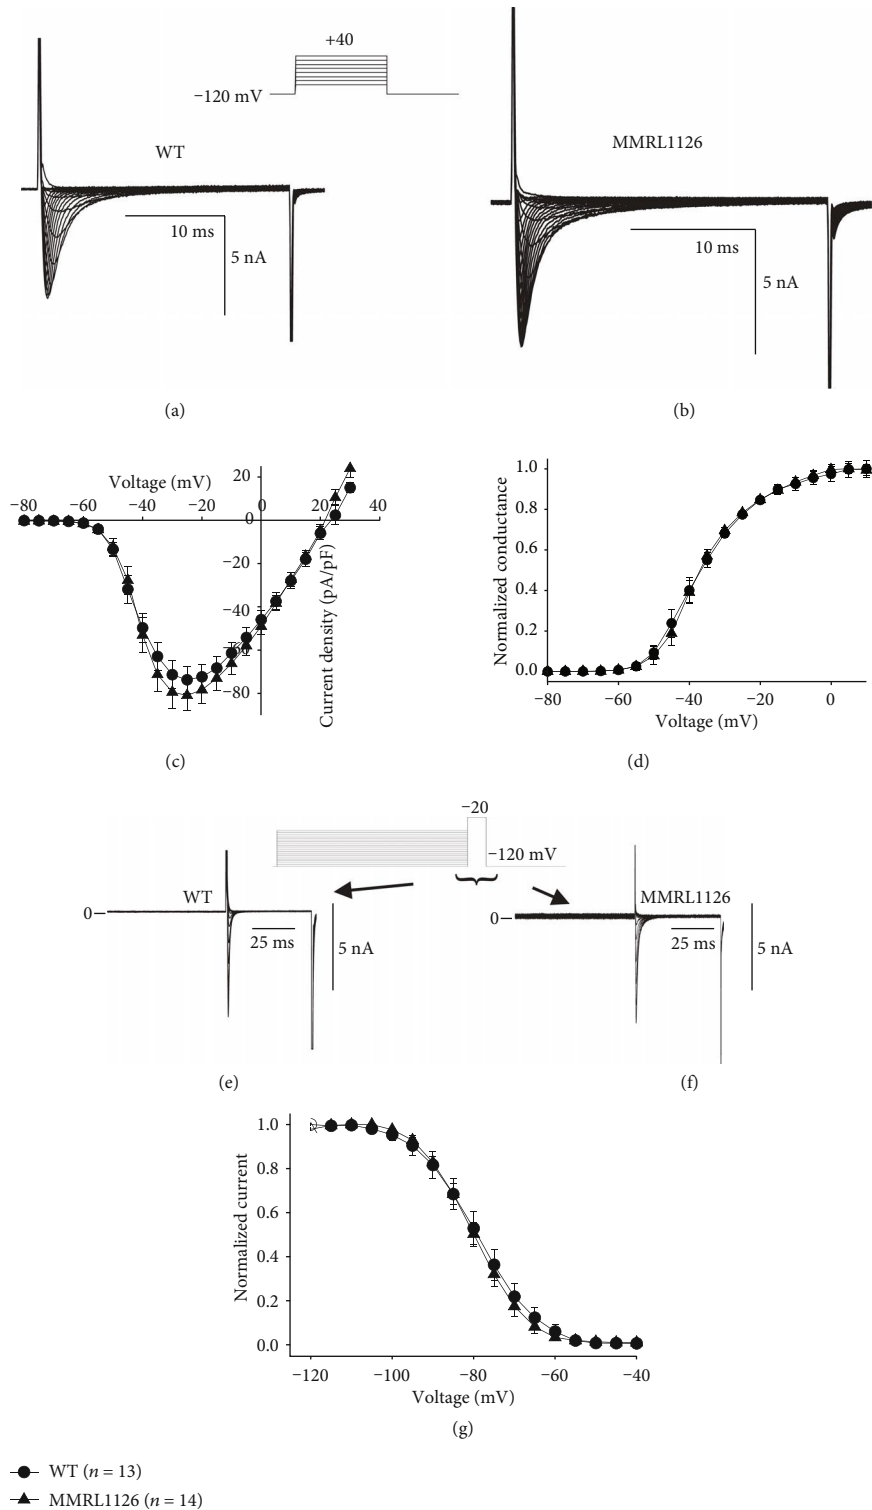 +40
−120 mV
WT
10 ms
5 nA
(a)
MMRL1126
10 ms
5 nA
(b)
Voltage (mV)
−80 −60 −40 −20 0 20 40
20
0
−20
−40
−60
−80
Current density (pA/pF)
(c)
Normalized conductance
1.0
0.8
0.6
0.4
0.2
0.0
−80 −60 −40 −20 0
Voltage (mV)
(d)
−20
−120 mV
WT
0
25 ms
5 nA
(e)
MMRL1126
0
25 ms
5 nA
(f)
Normalized current
1.0
0.8
0.6
0.4
0.2
0.0
−120 −100 −80 −60 −40
Voltage (mV)
(g)
WT (n = 13)
MMRL1126 (n = 14)